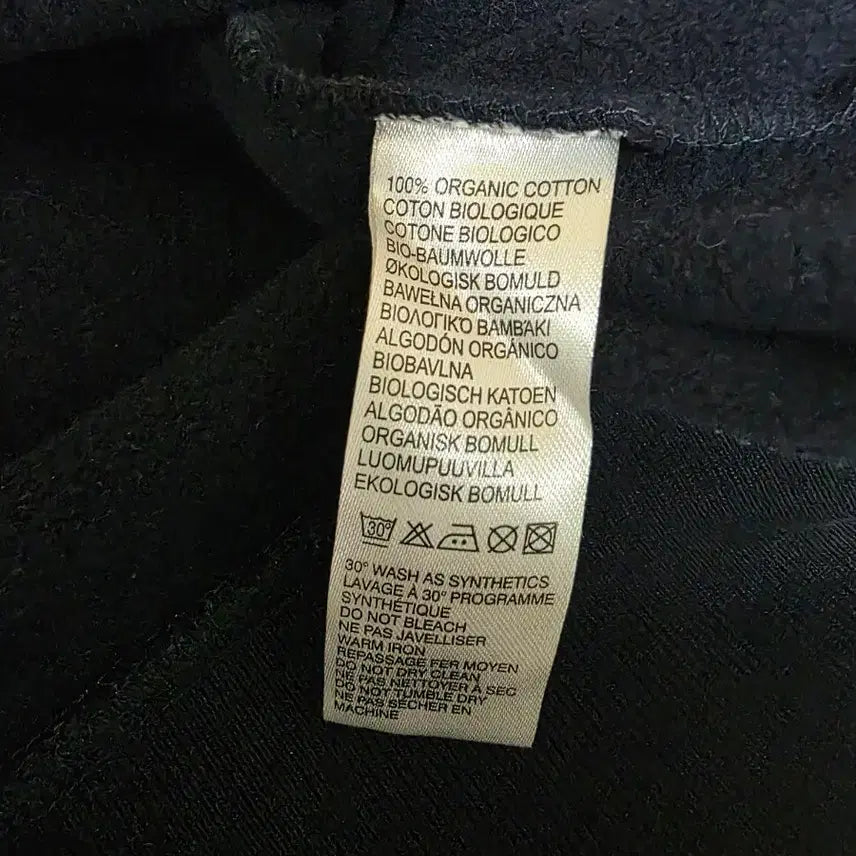 100% ORGANIC COTTON
COTON BIOLOGIQUE
COTONE BIOLOGICO
BIO-BAUMWOLLE
ØKOLOGISK BOMULD
BAWEŁNA ORGANICZNA
ΒΙΟΛΟΓΙΚΌ ΒΑΜΒΆΚΙ
ALGODÓN ORGÁNICO
BIOBAVLNA
BIOLOGISCH KATOEN
ALGODÃO ORGÂNICO
ORGANISK BOMULL
LUOMUPUUVILLA
EKOLOGISK BOMULL
30°
30° WASH AS SYNTHETICS
LAVAGE À 30° PROGRAMME
SYNTHÉTIQUE
DO NOT BLEACH
NE PAS JAVELLISER
WARM IRON
REPASSAGE FER MOYEN
DO NOT DRY CLEAN
NE PAS NETTOYER À SEC
DO NOT TUMBLE DRY
NE PAS SÉCHER EN
MACHINE